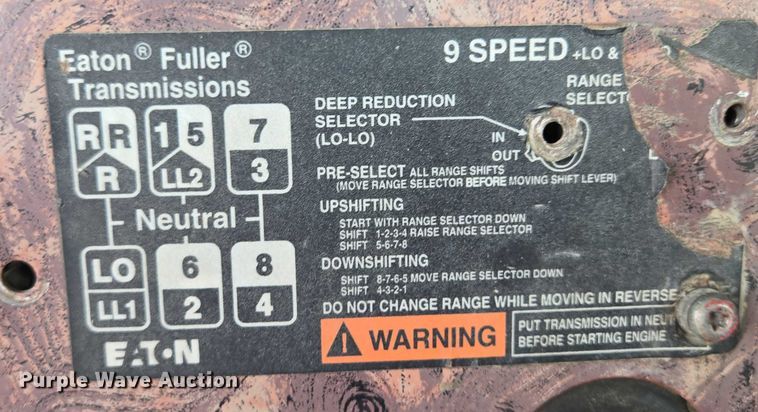 Eaton® Fuller®
Transmissions
9 SPEED +LO &
RANGE
SELECTO
DEEP REDUCTION
SELECTOR
(LO-LO)
IN
OUT
R R
R
1 5
LL2
7
3
Neutral
LO
LL1
6
2
8
4
PRE-SELECT ALL RANGE SHIFTS
(MOVE RANGE SELECTOR BEFORE MOVING SHIFT LEVER)
UPSHIFTING
START WITH RANGE SELECTOR DOWN
SHIFT 1-2-3-4 RAISE RANGE SELECTOR
SHIFT 5-6-7-8
DOWNSHIFTING
SHIFT 8-7-6-5 MOVE RANGE SELECTOR DOWN
SHIFT 4-3-2-1
DO NOT CHANGE RANGE WHILE MOVING IN REVERSE
WARNING
PUT TRANSMISSION IN NEUT
BEFORE STARTING ENGINE
EATON
Purple Wave Auction